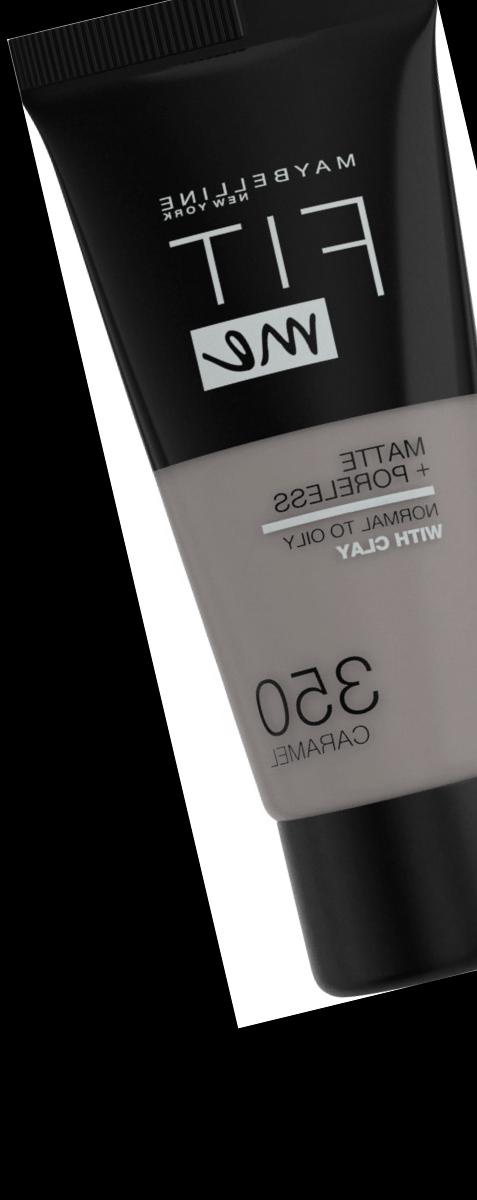 MAYBELLINE
NEW YORK
FIT
me
MATTE
+ PORELESS
NORMAL TO OILY
WITH CLAY
350
CARAMEL